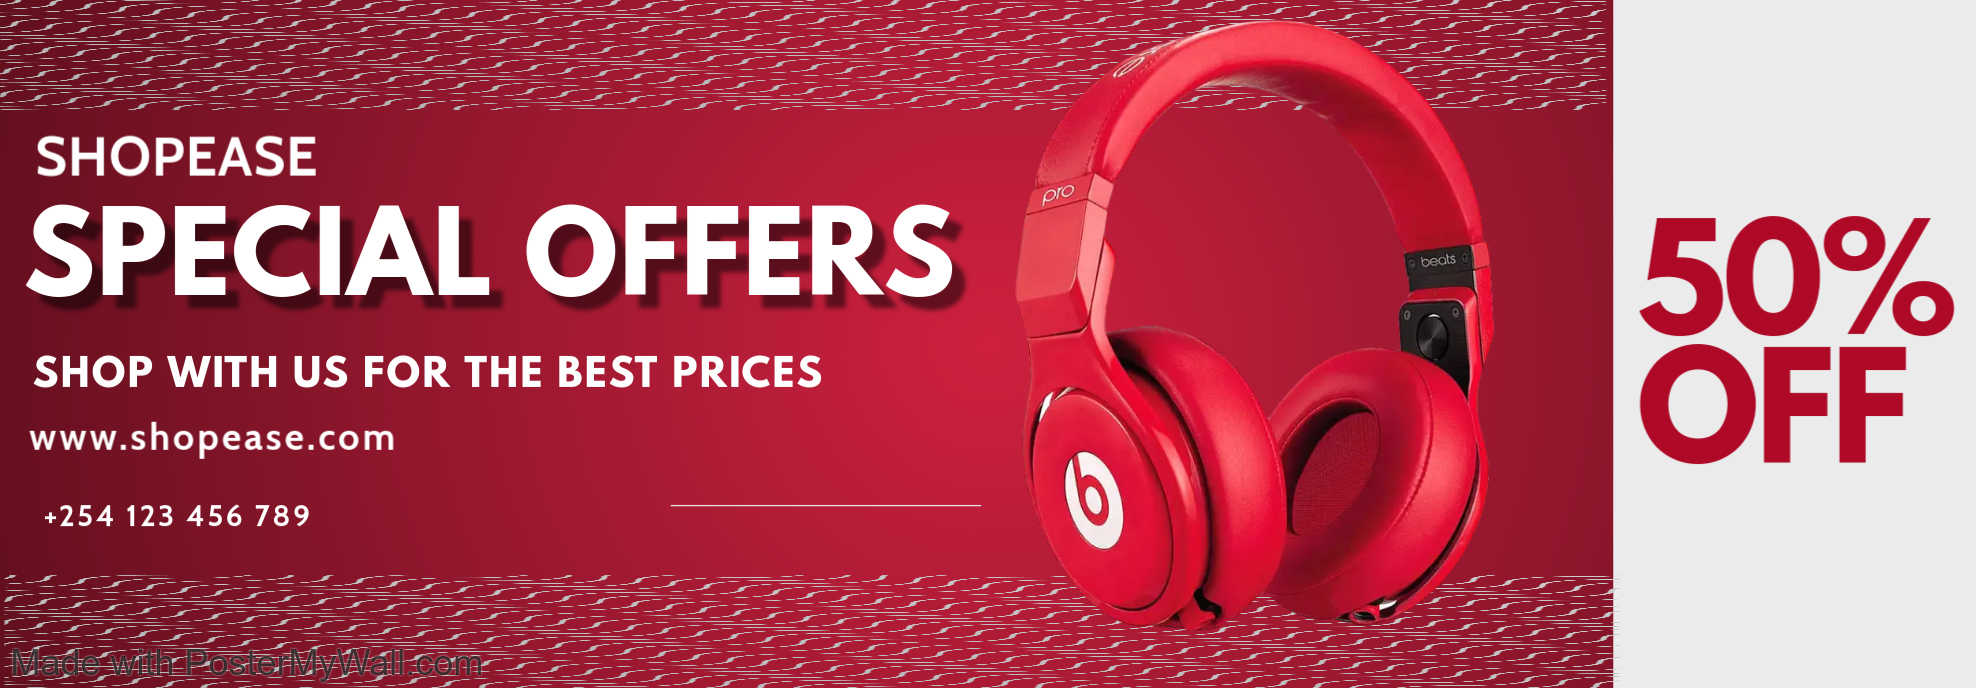 SHOPEASE
SPECIAL OFFERS
SHOP WITH US FOR THE BEST PRICES
www.shopease.com
+254 123 456 789
pro
beats
b
50%
OFF
Made with PosterMyWall.com